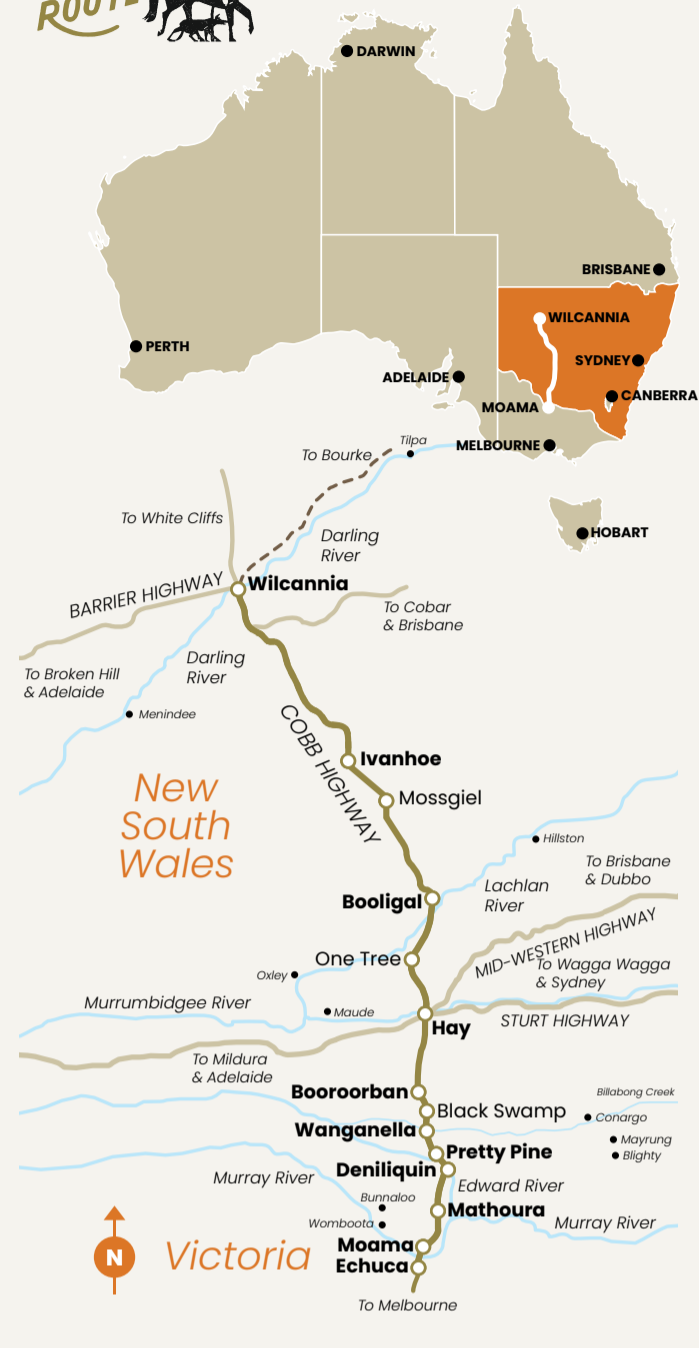 ROUTE
DARWIN
BRISBANE
WILCANNIA
PERTH
SYDNEY
ADELAIDE
CANBERRA
MOAMA
MELBOURNE
HOBART
Tilpa
To Bourke
To White Cliffs
Darling
River
BARRIER HIGHWAY
Wilcannia
To Cobar
& Brisbane
Darling
River
To Broken Hill
& Adelaide
Menindee
COBB HIGHWAY
Ivanhoe
Mossgiel
New
South
Wales
Hillston
To Brisbane
& Dubbo
Lachlan
River
Booligal
MID-WESTERN HIGHWAY
One Tree
To Wagga Wagga
& Sydney
Oxley
Murrumbidgee River
Maude
Hay
STURT HIGHWAY
To Mildura
& Adelaide
Booroorban
Billabong Creek
Black Swamp
Conargo
Wanganella
Mayrung
Pretty Pine
Blighty
Deniliquin
Murray River
Edward River
Bunnaloo
Mathoura
Womboota
Murray River
Moama
N
Victoria
Echuca
To Melbourne